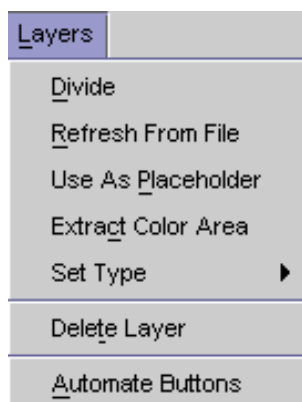 Layers
Divide
Refresh From File
Use As Placeholder
Extract Color Area
Set Type
Delete Layer
Automate Buttons